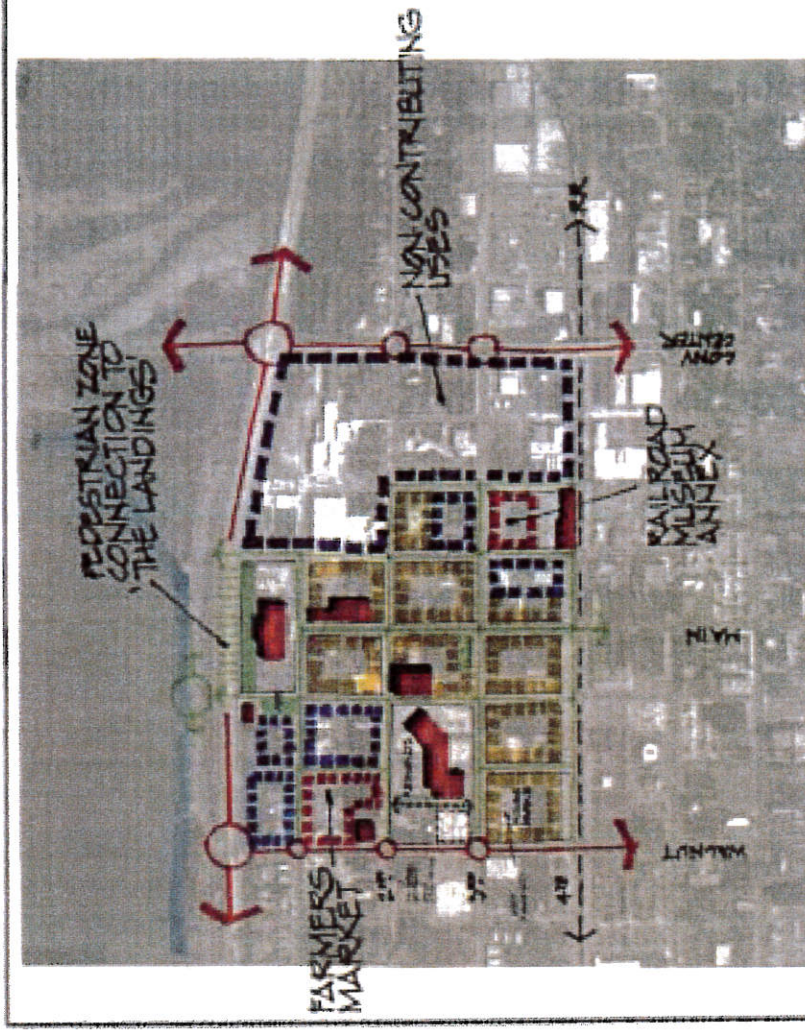 PEDESTRIAN ZONE
CONNECTION TO
'THE LANDINGS'
NON-CONTRIBUTING
USES
FARMERS
MARKET
RAILROAD
MUSEUM
ANNEX
RR
WALNUT
MAIN
CONV
CENTER
4TH